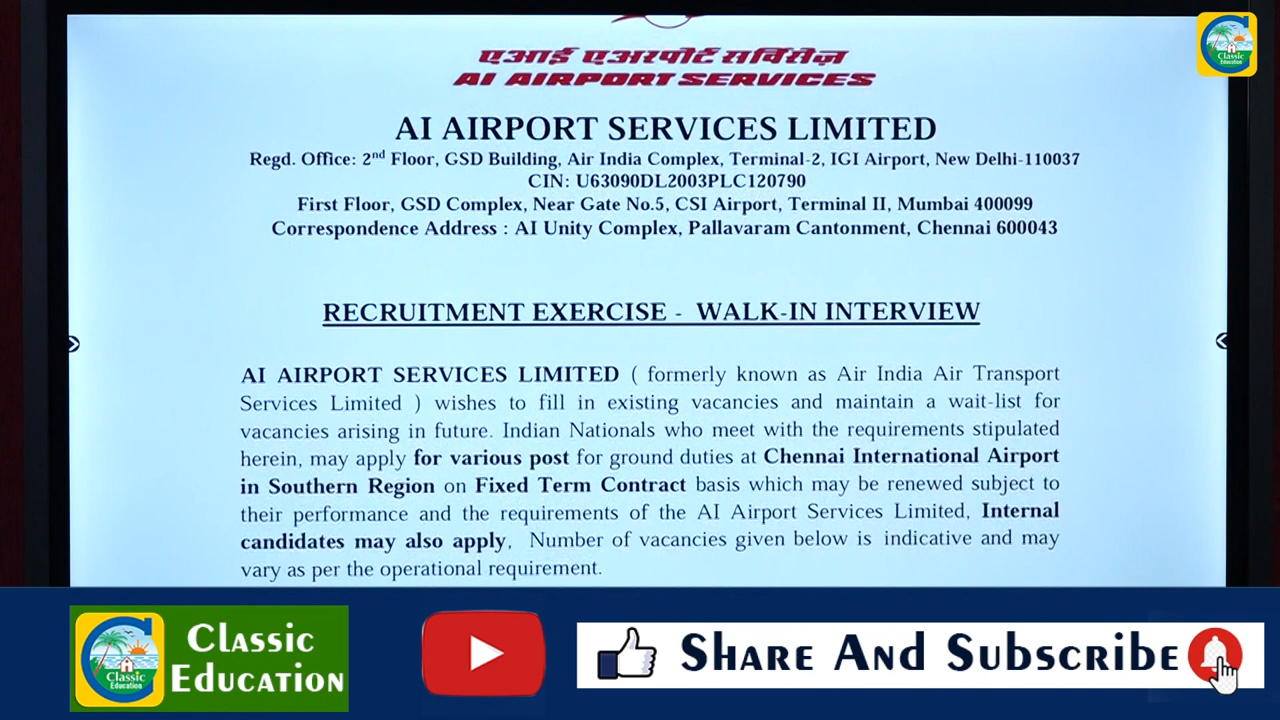 Classic
Education
एआई एअरपोर्ट सर्विसेज़
AI AIRPORT SERVICES
AI AIRPORT SERVICES LIMITED
Regd. Office: 2nd Floor, GSD Building, Air India Complex, Terminal-2, IGI Airport, New Delhi-110037
CIN: U63090DL2003PLC120790
First Floor, GSD Complex, Near Gate No.5, CSI Airport, Terminal II, Mumbai 400099
Correspondence Address : AI Unity Complex, Pallavaram Cantonment, Chennai 600043
RECRUITMENT EXERCISE - WALK-IN INTERVIEW
AI AIRPORT SERVICES LIMITED ( formerly known as Air India Air Transport
Services Limited ) wishes to fill in existing vacancies and maintain a wait-list for
vacancies arising in future. Indian Nationals who meet with the requirements stipulated
herein, may apply for various post for ground duties at Chennai International Airport
in Southern Region on Fixed Term Contract basis which may be renewed subject to
their performance and the requirements of the AI Airport Services Limited, Internal
candidates may also apply, Number of vacancies given below is indicative and may
vary as per the operational requirement.
Classic
Education
Classic
Education
Share And Subscribe